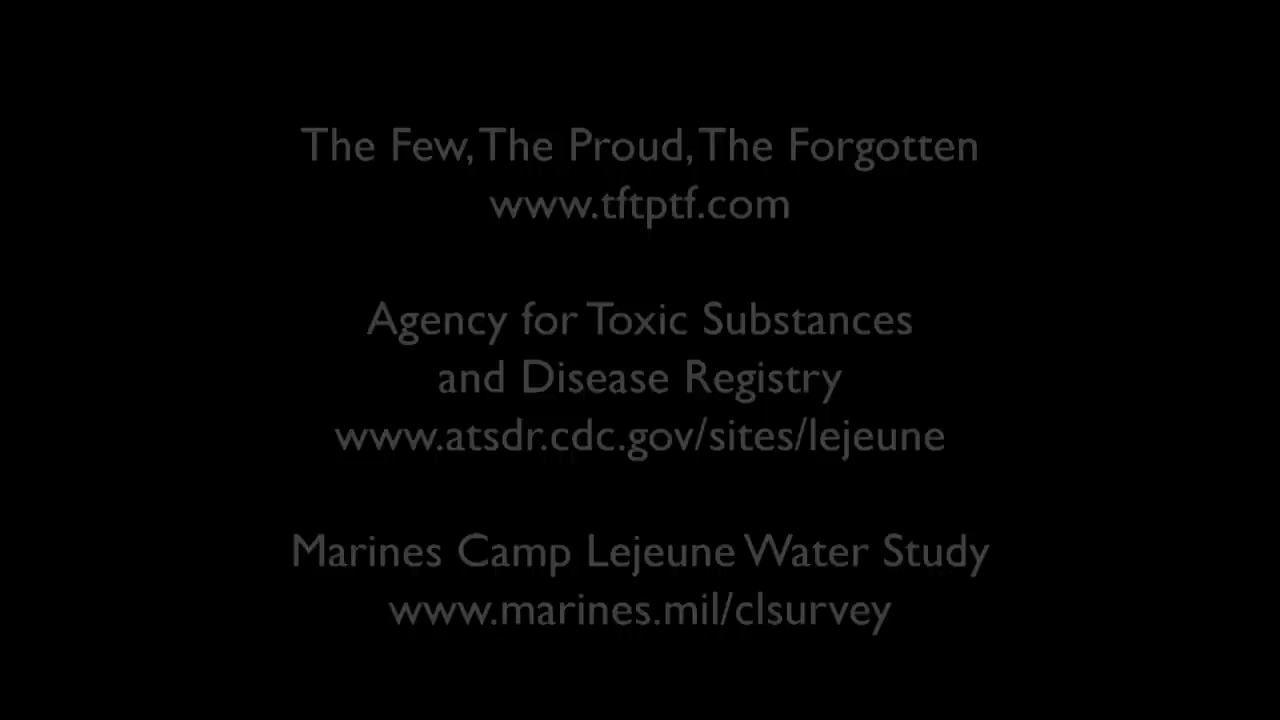 The Few, The Proud, The Forgotten
www.tftptf.com
Agency for Toxic Substances
and Disease Registry
www.atsdr.cdc.gov/sites/lejeune
Marines Camp Lejeune Water Study
www.marines.mil/clsurvey